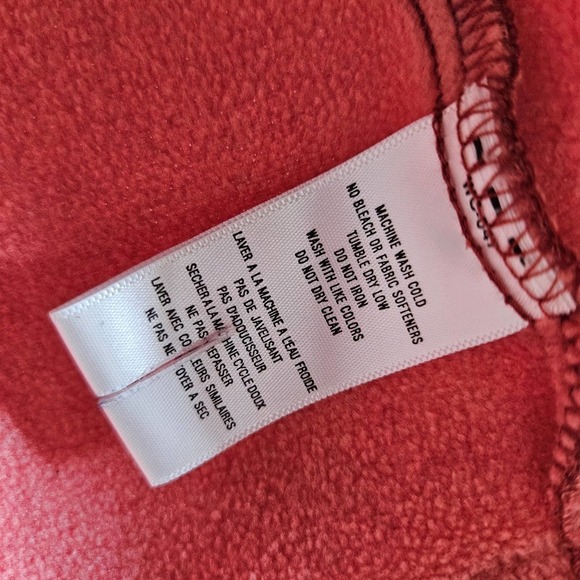 MACHINE WASH COLD
NO BLEACH OR FABRIC SOFTENERS
TUMBLE DRY LOW
DO NOT IRON
WASH WITH LIKE COLORS
DO NOT DRY CLEAN
LAVER A LA MACHINE A L'EAU FROIDE
PAS DE JAVELISANT
PAS D'ADOUCISSEUR
SECHER A LA MACHINE CYCLE DOUX
NE PAS REPASSER
LAVER AVEC COULEURS SIMILAIRES
NE PAS NETTOYER A SEC